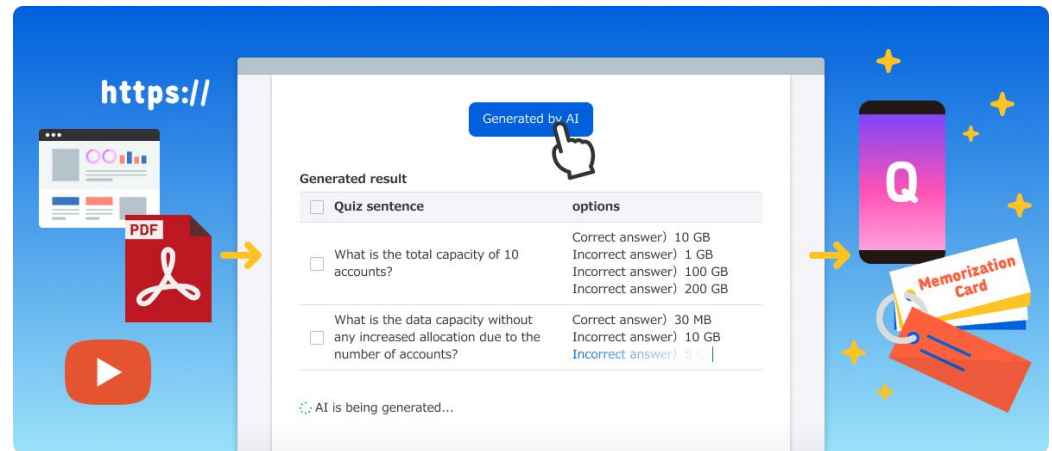 https://
PDF
Generated by AI
Generated result
Quiz sentence options
What is the total capacity of 10
accounts?
Correct answer) 10 GB
Incorrect answer) 1 GB
Incorrect answer) 100 GB
Incorrect answer) 200 GB
What is the data capacity without
any increased allocation due to the
number of accounts?
Correct answer) 30 MB
Incorrect answer) 10 GB
Incorrect answer) 5 G
AI is being generated...
Q
Memorization
Card